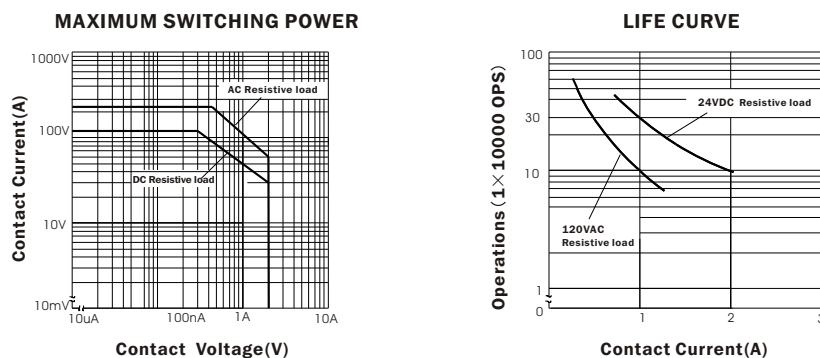 MAXIMUM SWITCHING POWER
1000V
100V
10V
10mV
10uA
100nA
1A
10A
AC Resistive load
DC Resistive load
Contact Current(A)
Contact Voltage(V)
LIFE CURVE
100
30
10
1
0
1
2
3
24VDC Resistive load
120VAC
Resistive load
Operations (1×10000 OPS)
Contact Current(A)